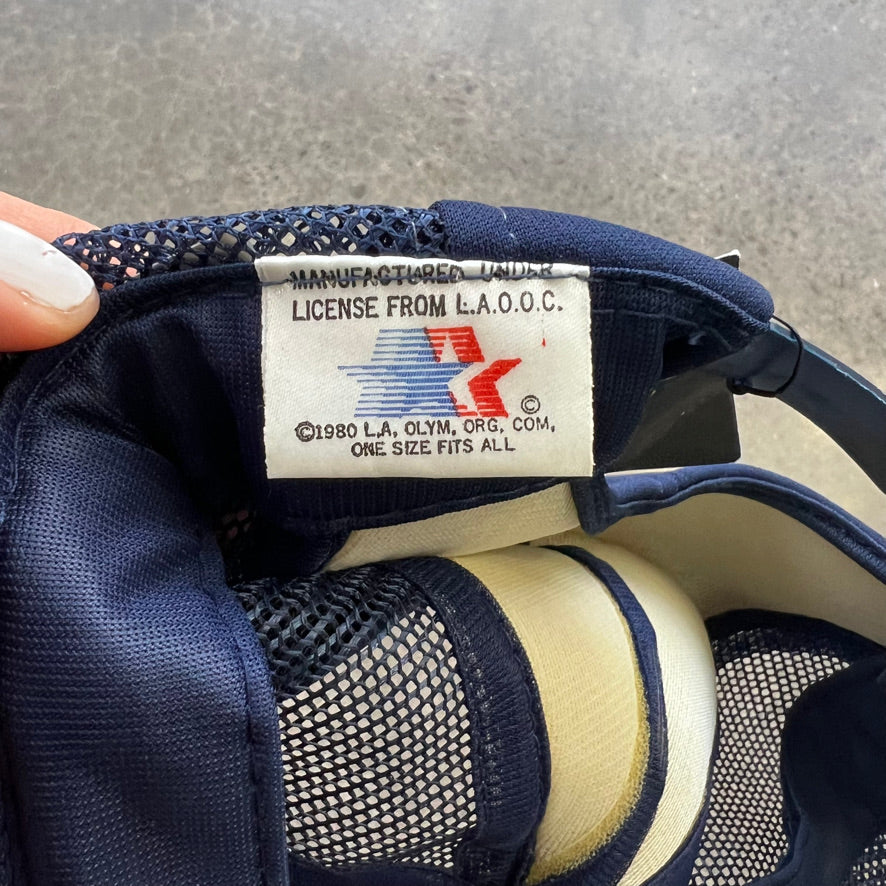 MANUFACTURED UNDER
LICENSE FROM L.A.O.O.C.
©
©1980 L.A, OLYM, ORG, COM,
ONE SIZE FITS ALL